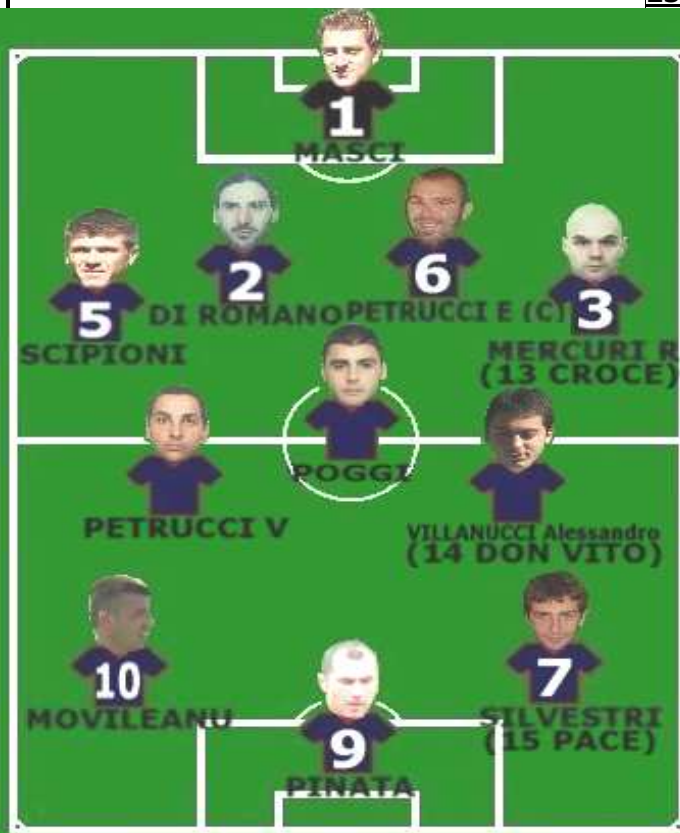 1
MASCI
2
6
5
3
DI ROMANO
PETRUCCI E (C)
SCIPIONI
MERCURI R
(13 CROCE)
POGGI
PETRUCCI V
VILLANUCCI Alessandro
(14 DON VITO)
10
7
MOVILEANU
SILVESTRI
(15 PACE)
9
PINATA